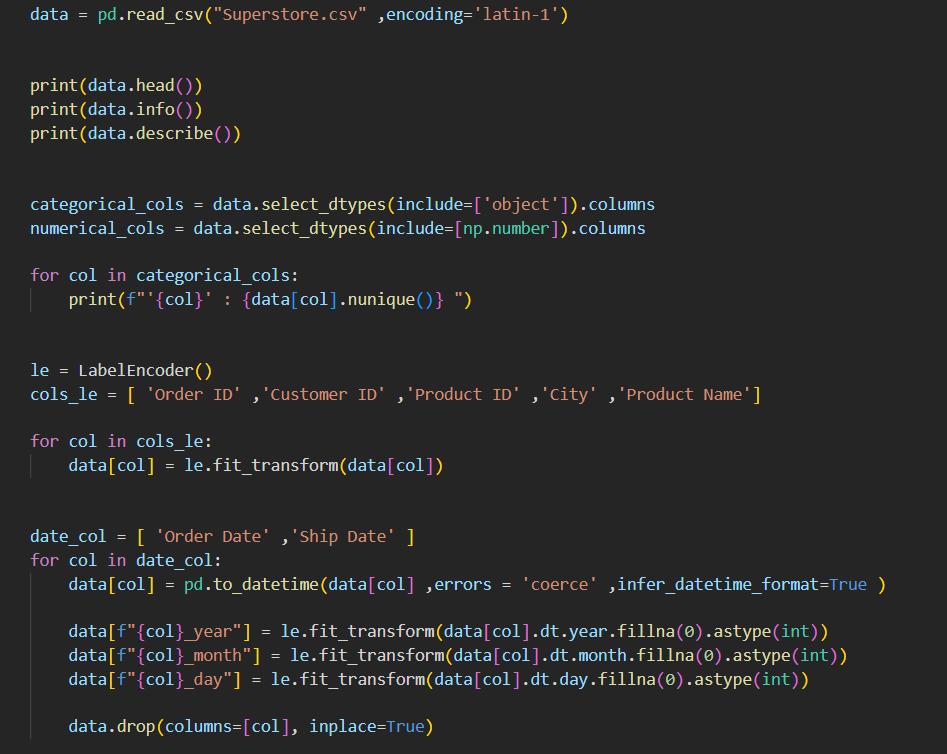 data = pd.read_csv("Superstore.csv" ,encoding='latin-1')
print(data.head())
print(data.info())
print(data.describe())
categorical_cols = data.select_dtypes(include=['object']).columns
numerical_cols = data.select_dtypes(include=[np.number]).columns
for col in categorical_cols:
    print(f"'{col}' : {data[col].nunique()} ")
le = LabelEncoder()
cols_le = [ 'Order ID' ,'Customer ID' ,'Product ID' ,'City' ,'Product Name']
for col in cols_le:
    data[col] = le.fit_transform(data[col])
date_col = [ 'Order Date' ,'Ship Date' ]
for col in date_col:
    data[col] = pd.to_datetime(data[col] ,errors = 'coerce' ,infer_datetime_format=True )
    data[f"{col}_year"] = le.fit_transform(data[col].dt.year.fillna(0).astype(int))
    data[f"{col}_month"] = le.fit_transform(data[col].dt.month.fillna(0).astype(int))
    data[f"{col}_day"] = le.fit_transform(data[col].dt.day.fillna(0).astype(int))
    data.drop(columns=[col], inplace=True)